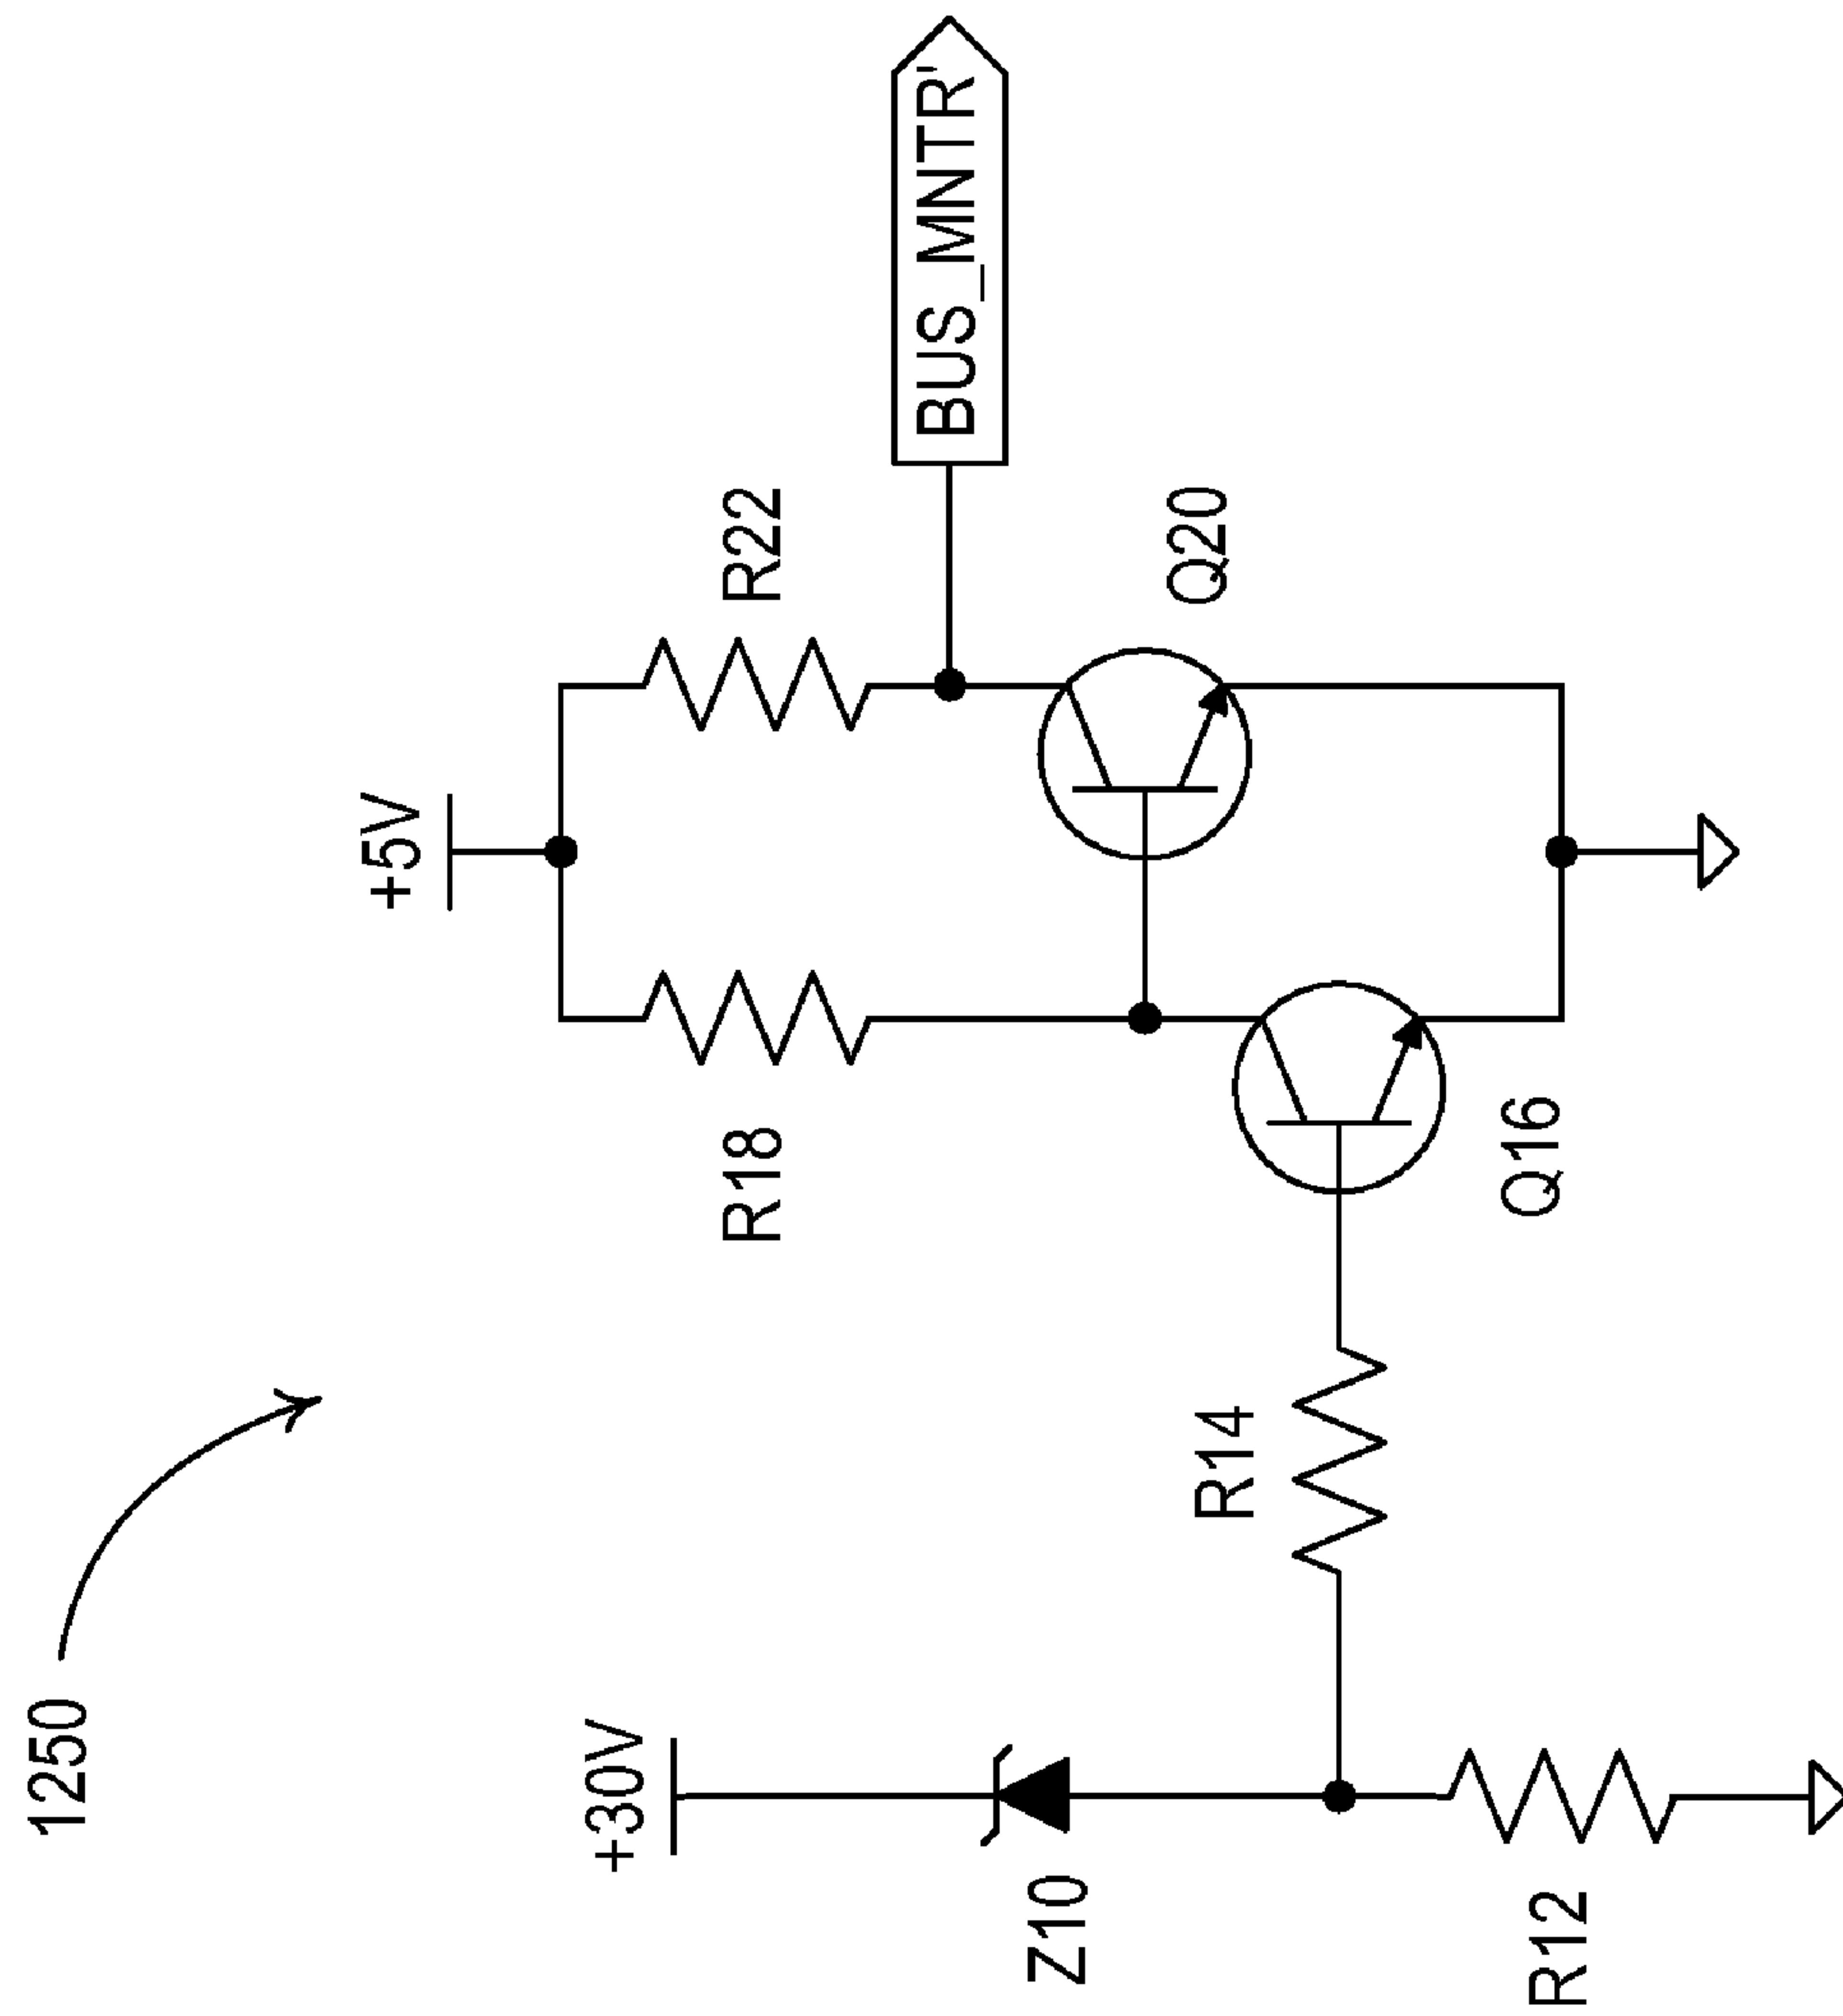 1250
+5V
R18
R22
BUS_MNTR'
+30V
Z10
R14
Q16
Q20
R12